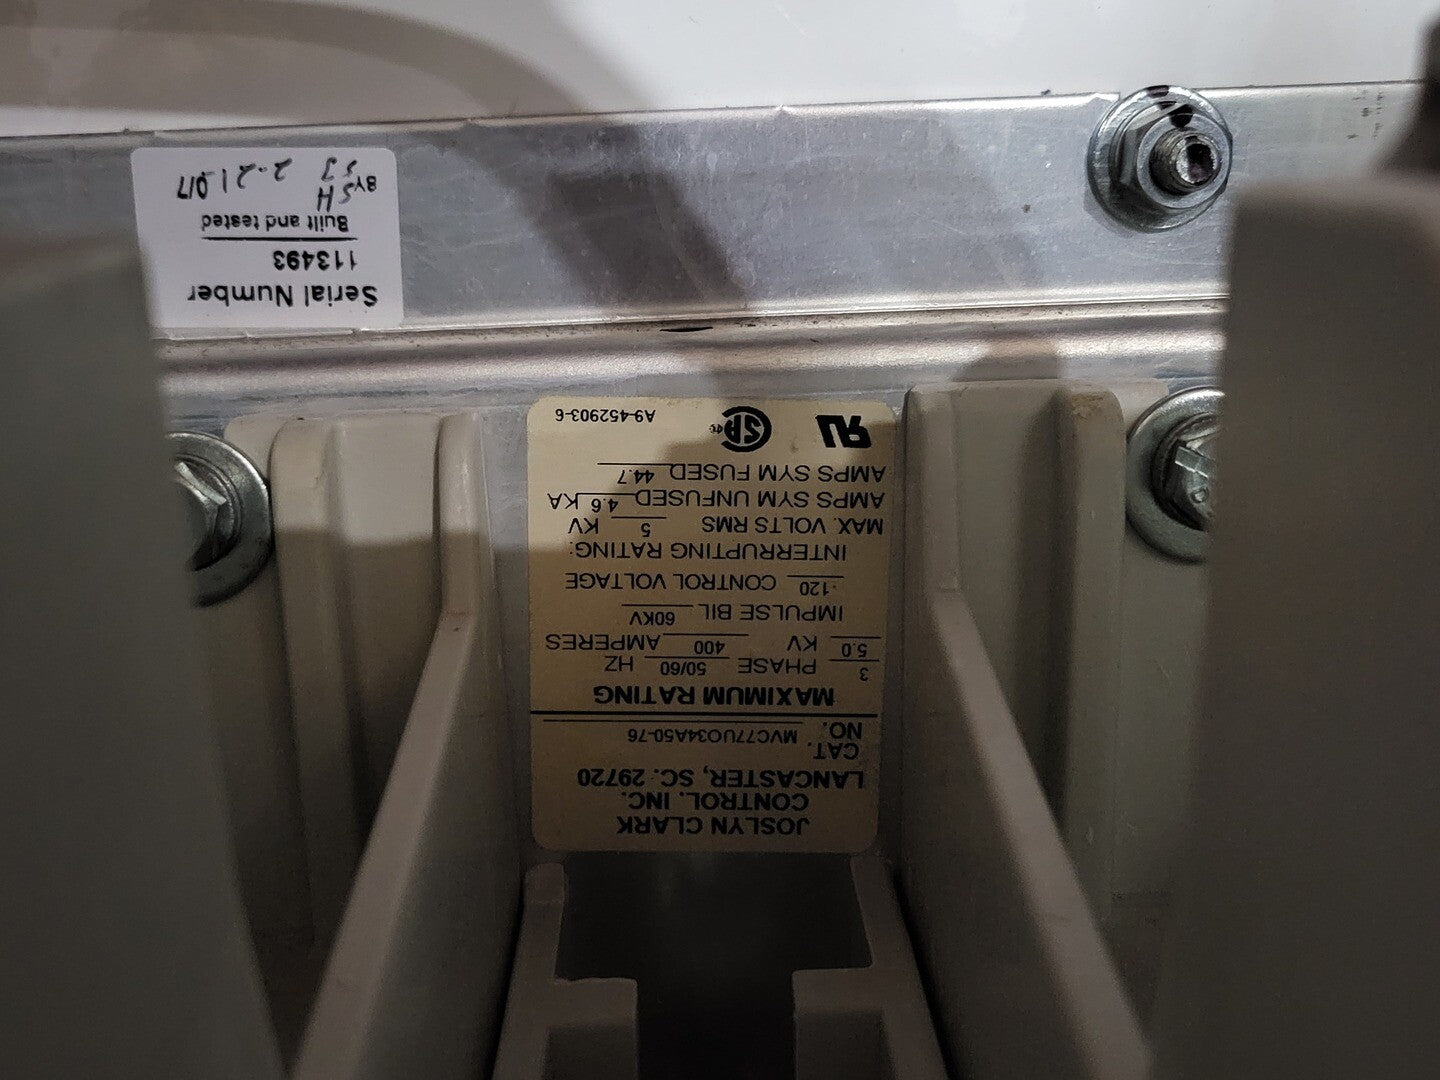 JOSLYN CLARK
CONTROL. INC.
LANCASTER, SC. 29720
CAT.
NO. MVC77U034A50-76
MAXIMUM RATING
3 PHASE 50/60 HZ
5.0 KV 400 AMPERES
IMPULSE BIL 60KV
120 CONTROL VOLTAGE
INTERRUPTING RATING:
MAX. VOLTS RMS 5 KV
AMPS SYM UNFUSED 4.6 KA
AMPS SYM FUSED 44.7
A9-452903-6
Serial Number
113493
Built and tested
BY SH